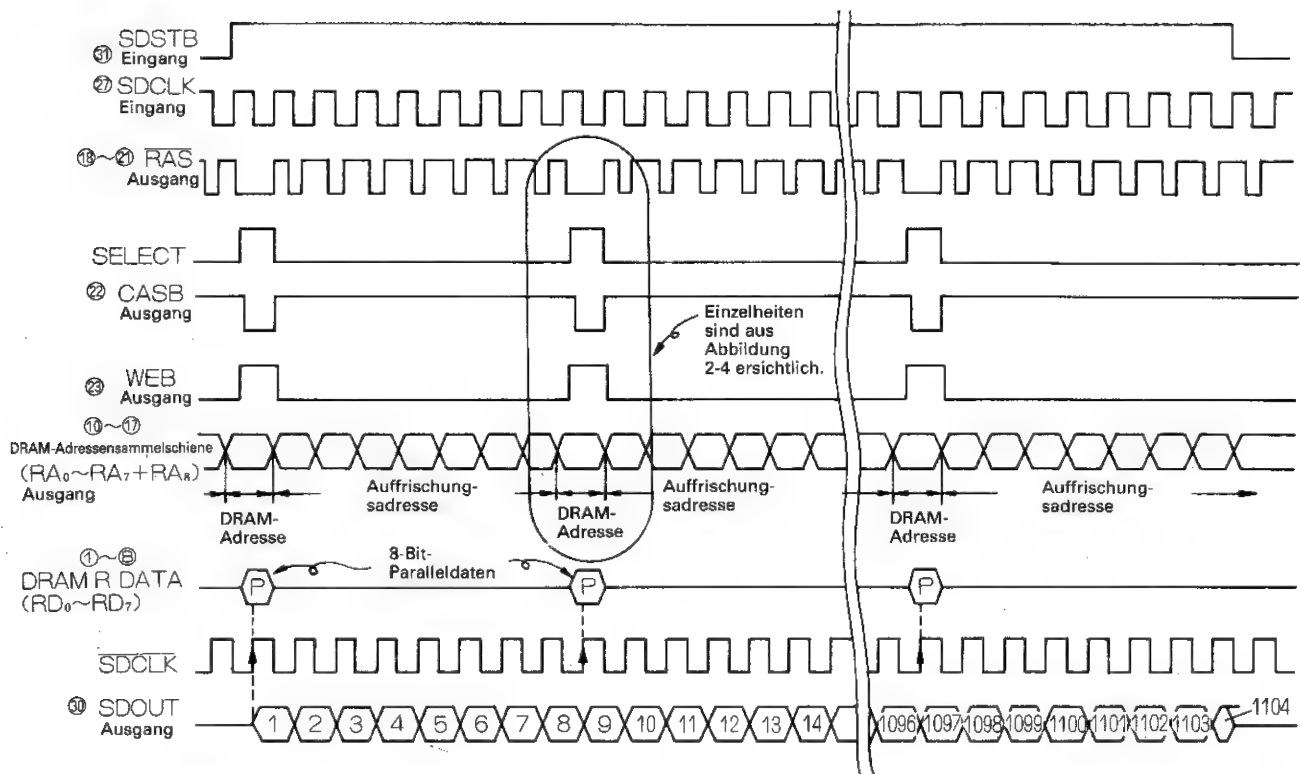 ㉛ SDSTB
Eingang
㉗ SDCLK
Eingang
⑱~㉑ R̅A̅S̅
Ausgang
SELECT
㉒ CASB
Ausgang
Einzelheiten
sind aus
Abbildung
2-4 ersichtlich.
㉓ WEB
Ausgang
⑩~⑰
DRAM-Adressensammelschiene
(RA₀~RA₇+RA₈)
Ausgang
DRAM-
Adresse
Auffrischung-
sadresse
DRAM-
Adresse
Auffrischung-
sadresse
DRAM-
Adresse
Auffrischung-
sadresse
①~⑧
DRAM R DATA
(RD₀~RD₇)
P
8-Bit-
Paralleldaten
P
P
S̅D̅C̅L̅K̅
㉚ SDOUT
Ausgang
1 2 3 4 5 6 7 8 9 10 11 12 13 14 1096 1097 1098 1099 1100 1101 1102 1103 1104